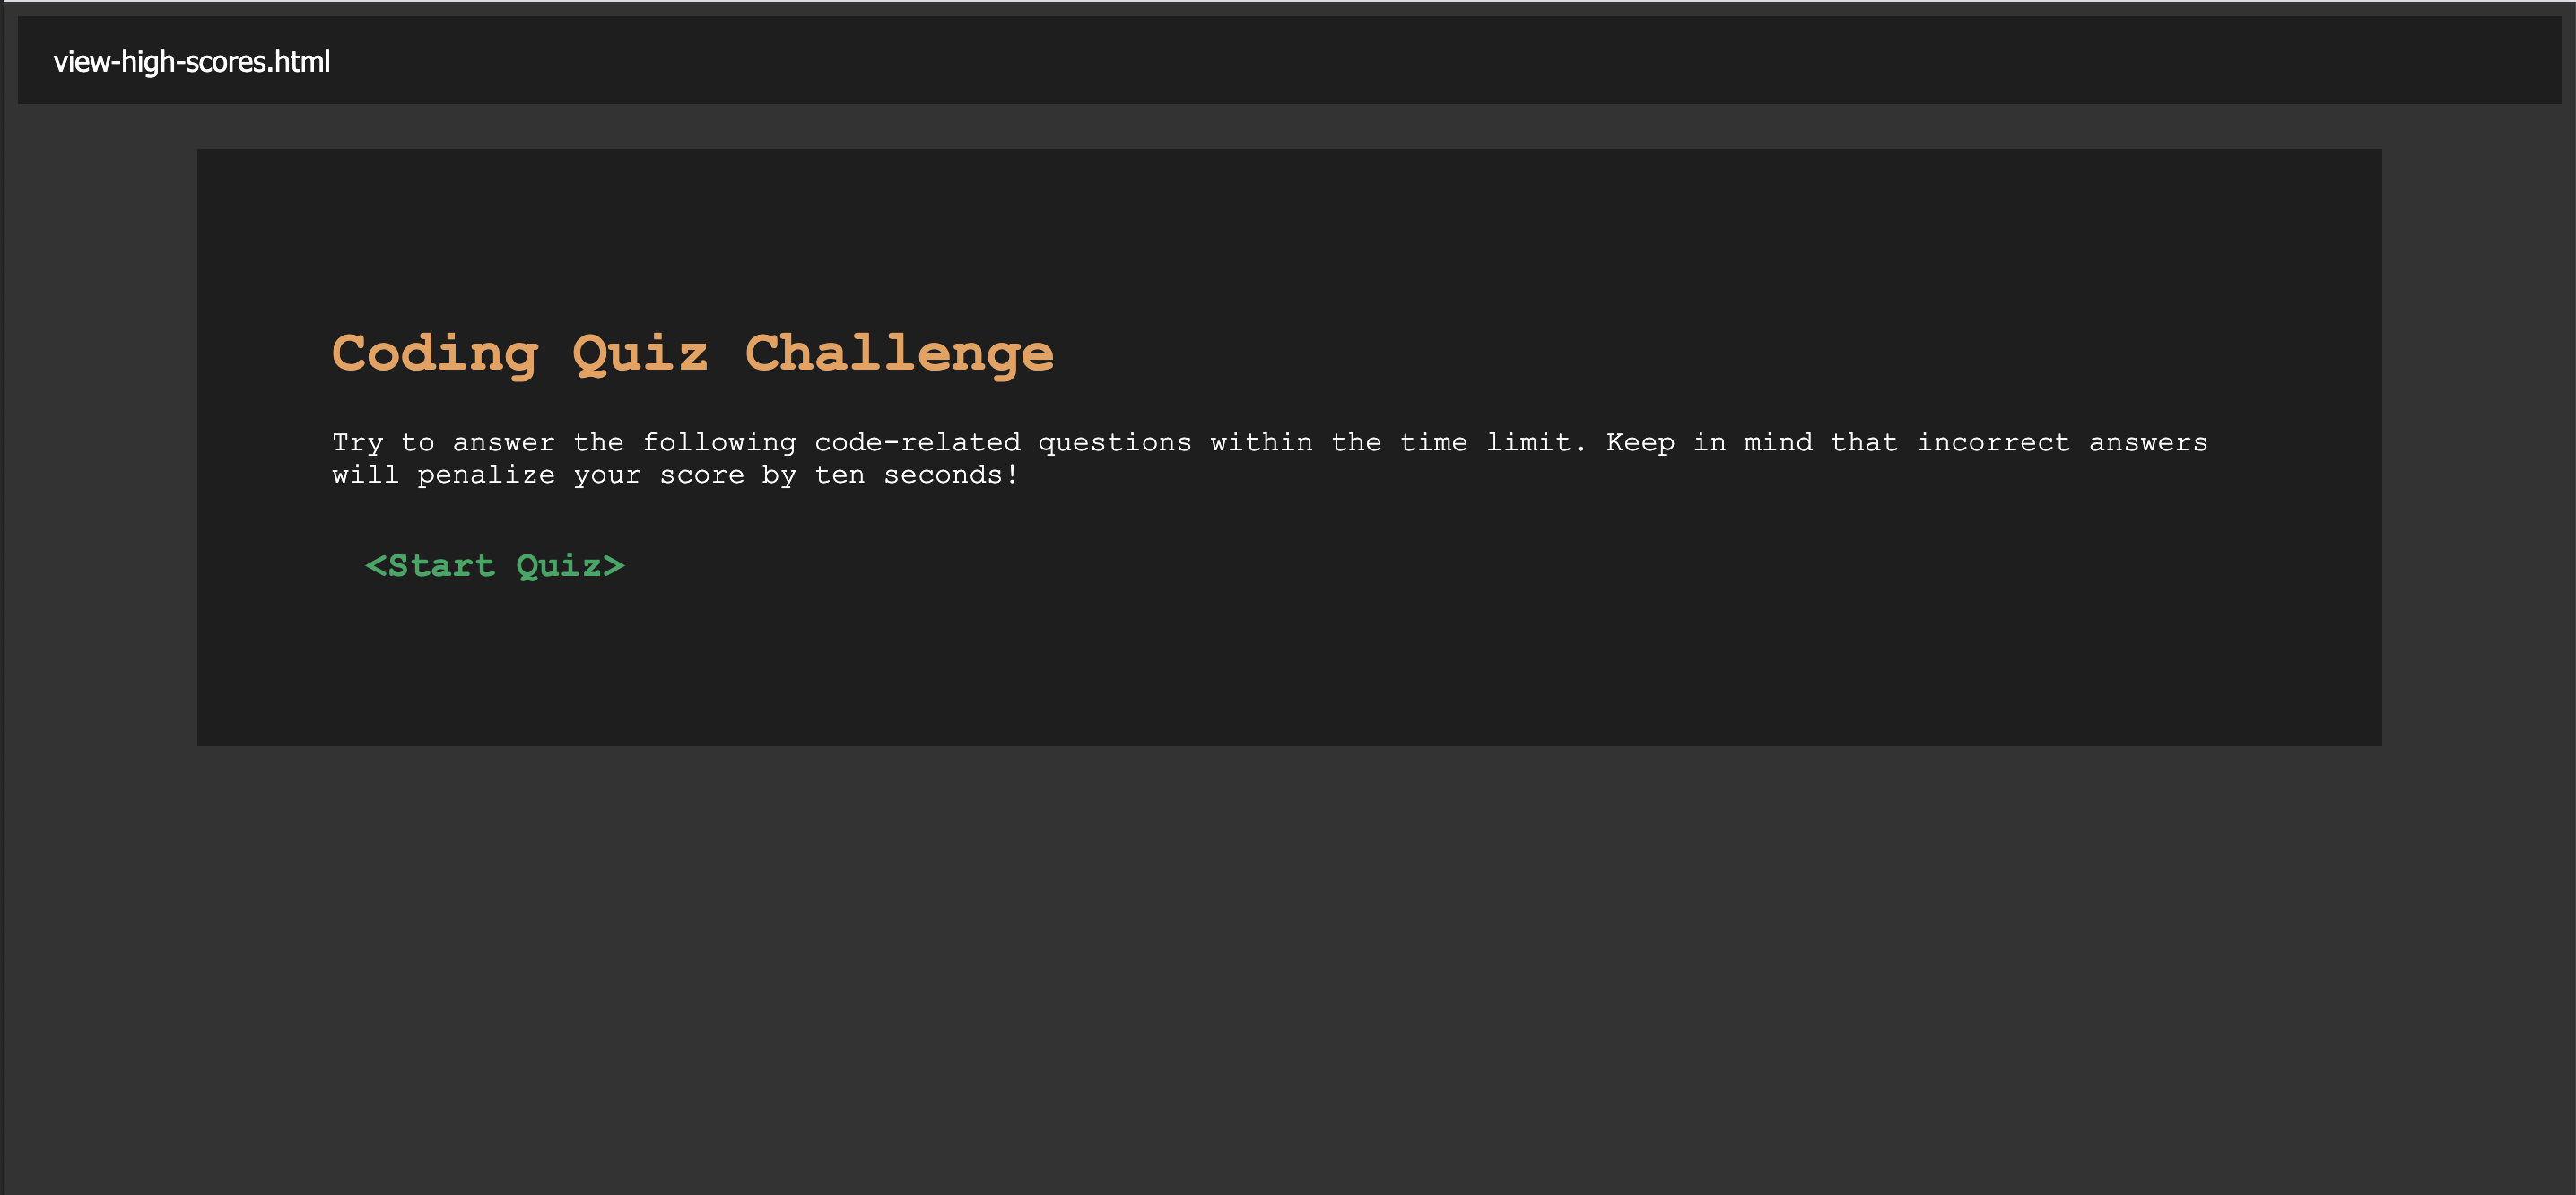 view-high-scores.html
Coding Quiz Challenge
Try to answer the following code-related questions within the time limit. Keep in mind that incorrect answers
will penalize your score by ten seconds!
<Start Quiz>